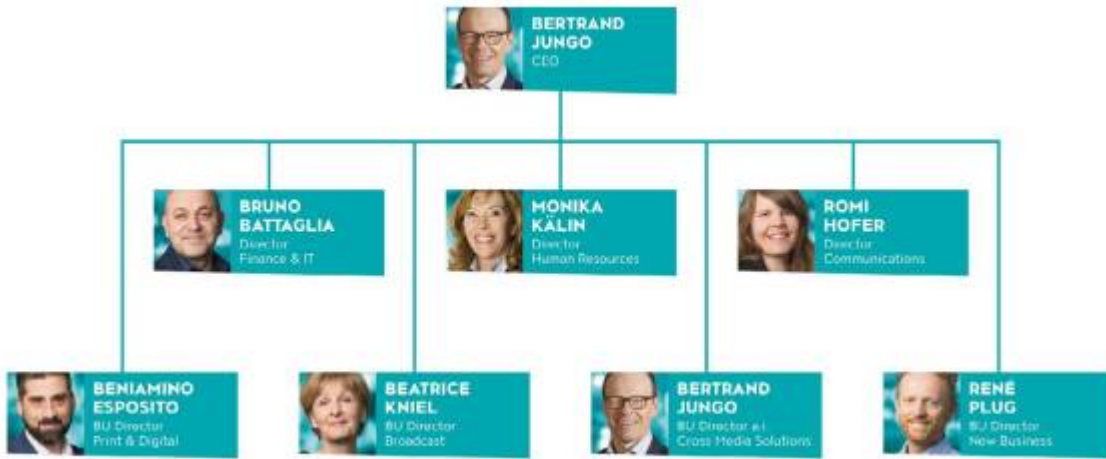 BERTRAND
JUNGO
CEO
BRUNO
BATTAGLIA
Director
Finance & IT
MONIKA
KÄLIN
Director
Human Resources
ROMI
HOFER
Director
Communications
BENIAMINO
ESPOSITO
BU Director
Print & Digital
BEATRICE
KNIEL
BU Director
Broadcast
BERTRAND
JUNGO
BU Director a.i.
Cross Media Solutions
RENÉ
PLUG
BU Director
New Business